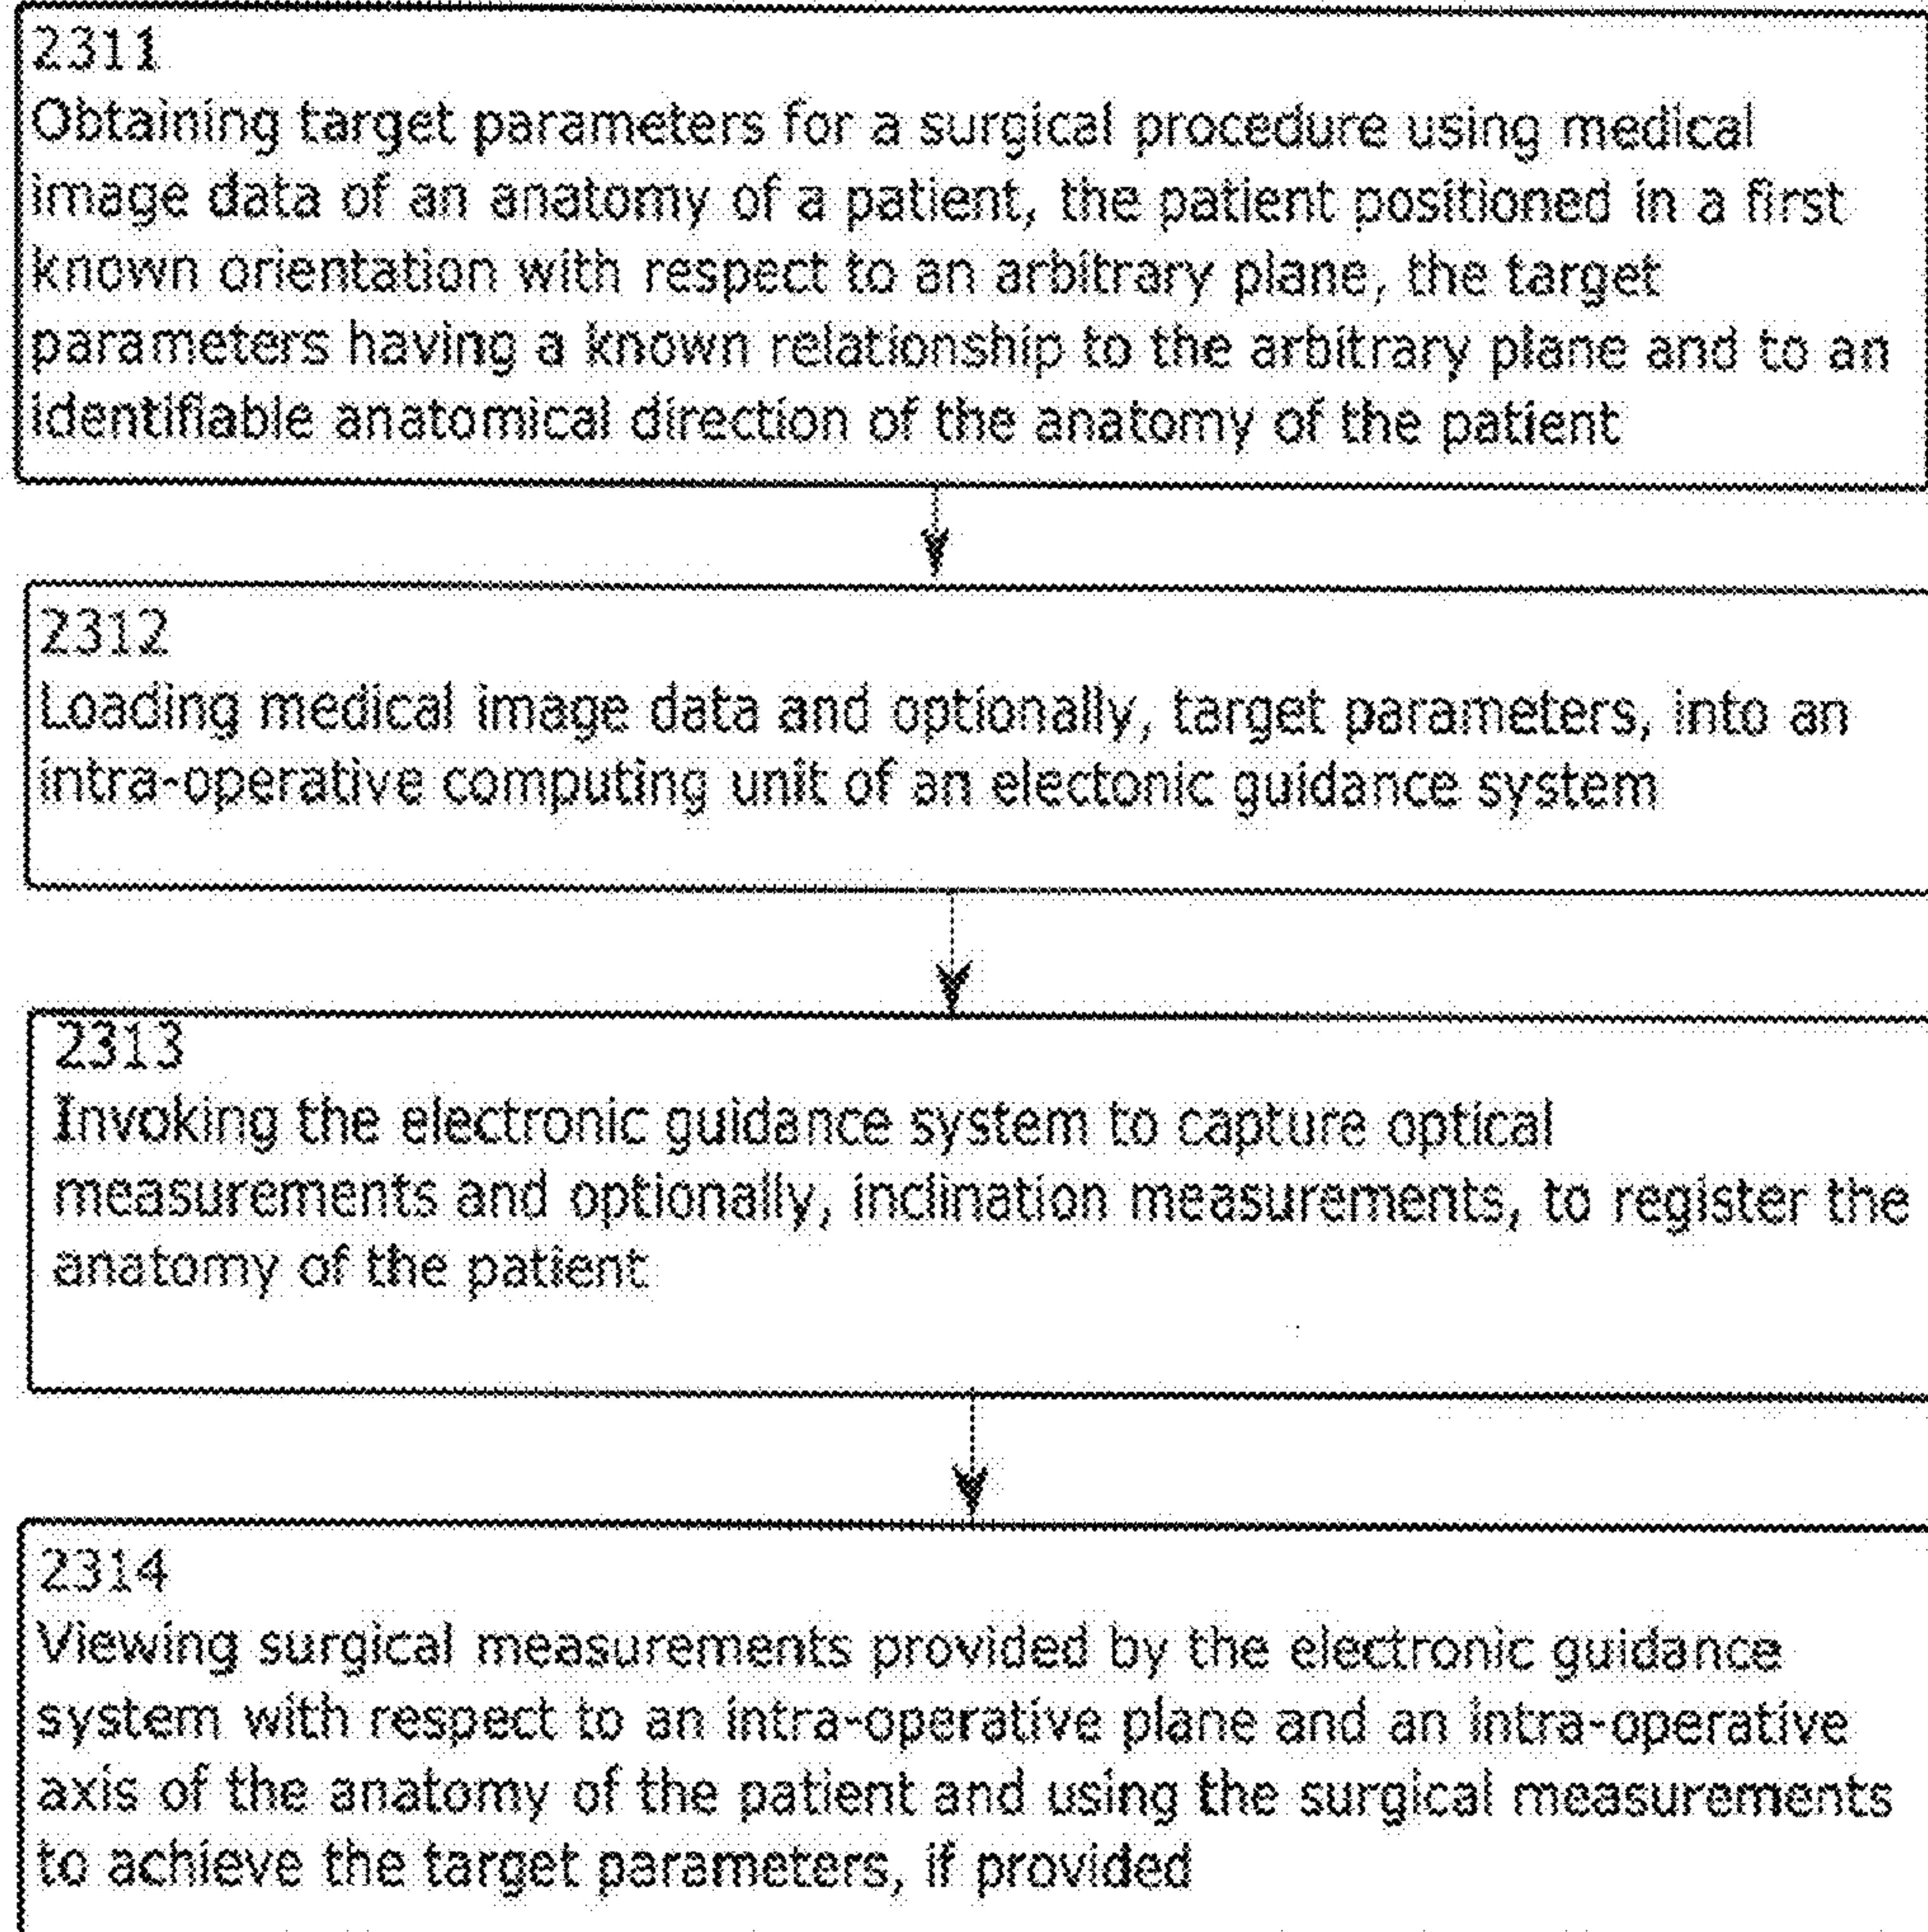 2311
Obtaining target parameters for a surgical procedure using medical
image data of an anatomy of a patient, the patient positioned in a first
known orientation with respect to an arbitrary plane, the target
parameters having a known relationship to the arbitrary plane and to an
identifiable anatomical direction of the anatomy of the patient
2312
Loading medical image data and optionally, target parameters, into an
intra-operative computing unit of an electonic guidance system
2313
Invoking the electronic guidance system to capture optical
measurements and optionally, inclination measurements, to register the
anatomy of the patient
2314
Viewing surgical measurements provided by the electronic guidance
system with respect to an intra-operative plane and an intra-operative
axis of the anatomy of the patient and using the surgical measurements
to achieve the target parameters, if provided